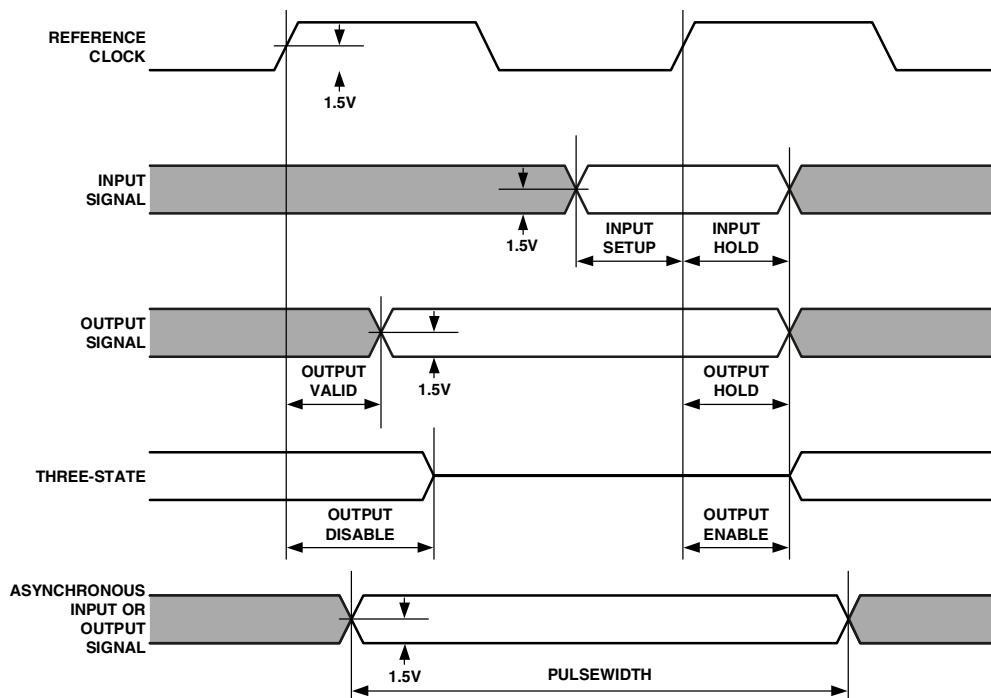 REFERENCE
CLOCK
1.5V
INPUT
SIGNAL
1.5V
INPUT
SETUP
INPUT
HOLD
OUTPUT
SIGNAL
OUTPUT
VALID
1.5V
OUTPUT
HOLD
THREE-STATE
OUTPUT
DISABLE
OUTPUT
ENABLE
ASYNCHRONOUS
INPUT OR
OUTPUT
SIGNAL
1.5V
PULSEWIDTH